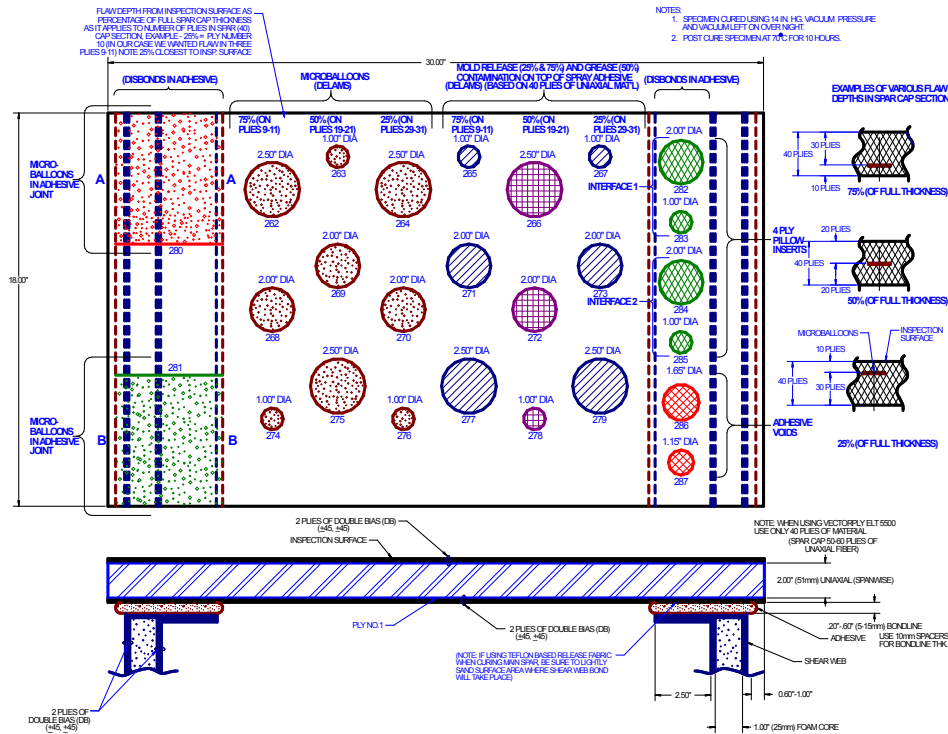 FLAW DEPTH FROM INSPECTION SURFACE AS
PERCENTAGE OF FULL SPAR CAP THICKNESS
AS IT APPLIES TO NUMBER OF PLIES IN SPAR (40)
CAP SECTION, EXAMPLE - 25% = PLY NUMBER
10 (IN OUR CASE WE WANTED FLAW IN THREE
PLIES 9-11) NOTE 25% CLOSEST TO INSP. SURFACE
NOTES:
1. SPECIMEN CURED USING 14 IN. HG. VACUUM PRESSURE
AND VACUUM LEFT ON OVER NIGHT.
2. POST CURE SPECIMEN AT 70°C FOR 10 HOURS.
30.00"
(DISBONDS IN ADHESIVE)
MICROBALLOONS
(DELAMS)
MOLD RELEASE (25% & 75%) AND GREASE (50%)
CONTAMINATION ON TOP OF SPRAY ADHESIVE
(DELAMS) (BASED ON 40 PLIES OF UNIAXIAL MAT'L)
(DISBONDS IN ADHESIVE)
EXAMPLES OF VARIOUS FLAW
DEPTHS IN SPAR CAP SECTION
75% (ON
PLIES 9-11)
50% (ON
PLIES 19-21)
25% (ON
PLIES 29-31)
75% (ON
PLIES 9-11)
50% (ON
PLIES 19-21)
25% (ON
PLIES 29-31)
2.50" DIA
262
1.00" DIA
263
2.50" DIA
264
1.00" DIA
265
2.50" DIA
266
1.00" DIA
267
2.00" DIA
282
1.00" DIA
283
2.00" DIA
284
1.00" DIA
285
1.65" DIA
286
1.15" DIA
287
INTERFACE 1
INTERFACE 2
4 PLY
PILLOW
INSERTS
ADHESIVE
VOIDS
MICRO-
BALLOONS
IN ADHESIVE
JOINT
A
A
280
18.00"
2.00" DIA
269
2.00" DIA
271
2.00" DIA
273
2.00" DIA
268
2.00" DIA
270
2.00" DIA
272
281
MICRO-
BALLOONS
IN ADHESIVE
JOINT
B
B
2.50" DIA
275
2.50" DIA
277
2.50" DIA
279
1.00" DIA
274
1.00" DIA
276
1.00" DIA
278
30 PLIES
40 PLIES
10 PLIES
75% (OF FULL THICKNESS)
20 PLIES
40 PLIES
20 PLIES
50% (OF FULL THICKNESS)
MICROBALLOONS
INSPECTION
SURFACE
10 PLIES
40 PLIES
30 PLIES
25% (OF FULL THICKNESS)
2 PLIES OF DOUBLE BIAS (DB)
(±45, ±45)
INSPECTION SURFACE
NOTE: WHEN USING VECTORPLY ELT 5500
USE ONLY 40 PLIES OF MATERIAL
(SPAR CAP 50-60 PLIES OF
UNAXIAL FIBER)
2.00" (51mm) UNIAXIAL (SPANWISE)
PLY NO.1
2 PLIES OF DOUBLE BIAS (DB)
(±45, ±45)
.20"-.60" (5-15mm) BONDLINE
ADHESIVE
USE 10mm SPACERS
FOR BONDLINE THK.
SHEAR WEB
(NOTE: IF USING TEFLON BASED RELEASE FABRIC
WHEN CURING MAIN SPAR, BE SURE TO LIGHTLY
SAND SURFACE AREA WHERE SHEAR WEB BOND
WILL TAKE PLACE)
2.50"
0.60"-1.00"
1.00" (25mm) FOAM CORE
2 PLIES OF
DOUBLE BIAS (DB)
(±45, ±45)